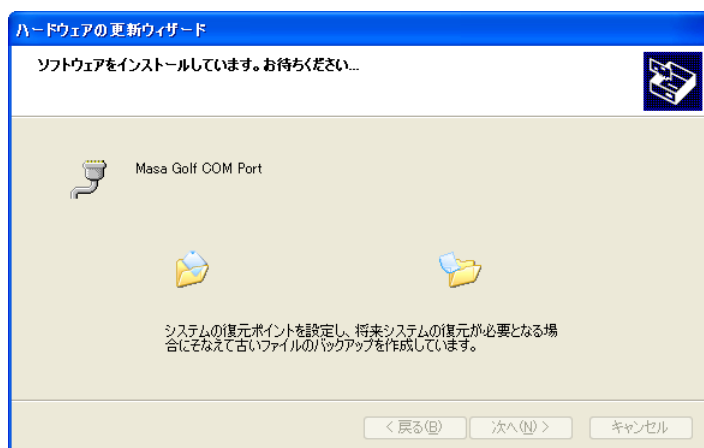 ハードウェアの更新ウィザード
ソフトウェアをインストールしています。お待ちください...
Masa Golf COM Port
システムの復元ポイントを設定し、将来システムの復元が必要となる場
合にそなえて古いファイルのバックアップを作成しています。
< 戻る(B) 次へ(N) > キャンセル